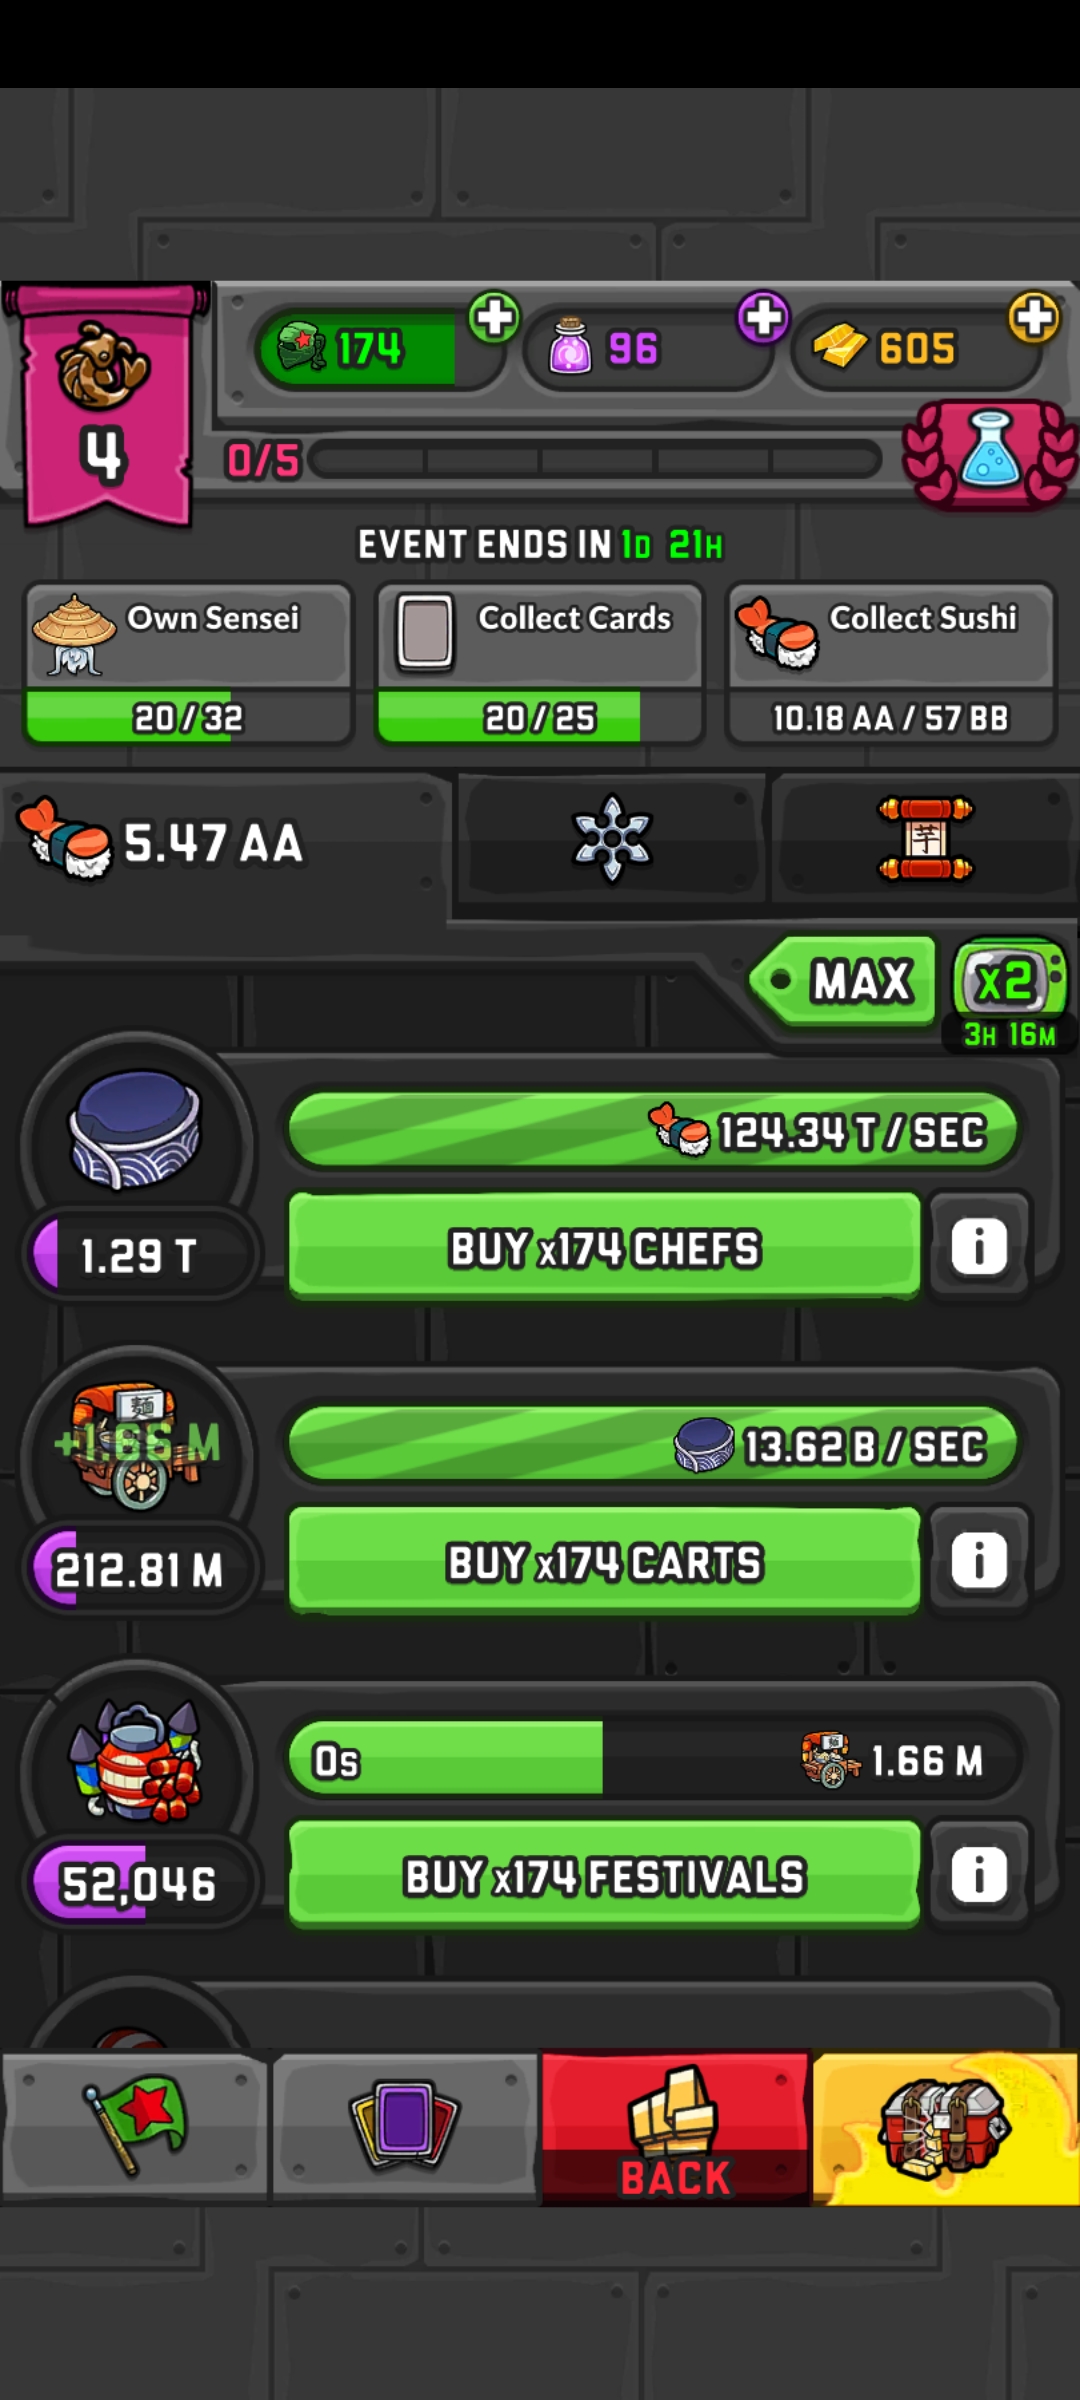 174
96
605
4
0/5
EVENT ENDS IN 1D 21H
Own Sensei
20 / 32
Collect Cards
20 / 25
Collect Sushi
10.18 AA / 57 BB
5.47 AA
芋
MAX
x2
3H 16M
124.34 T / SEC
1.29 T
BUY x174 CHEFS
i
麺
+1.66 M
13.62 B / SEC
212.81 M
BUY x174 CARTS
i
0s
1.66 M
52,046
BUY x174 FESTIVALS
i
BACK